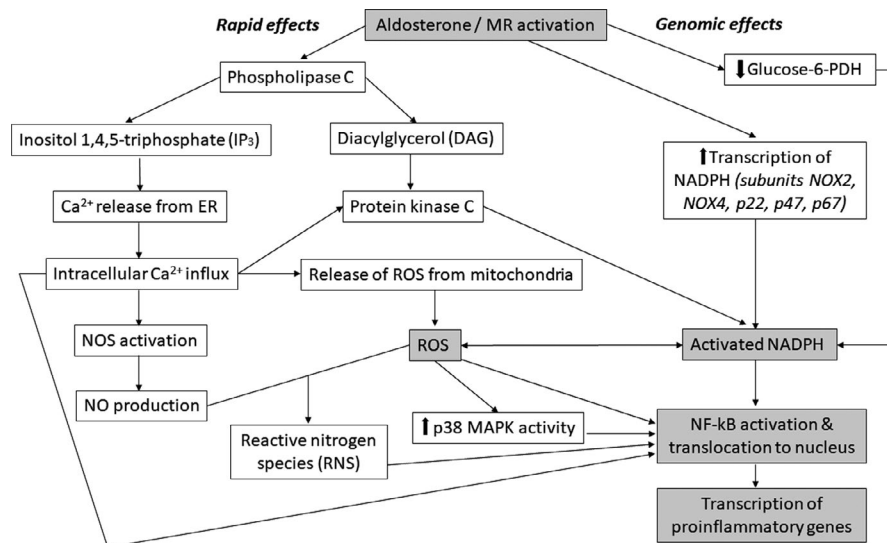 Rapid effects
Aldosterone / MR activation
Genomic effects
Phospholipase C
⬇Glucose-6-PDH
Inositol 1,4,5-triphosphate (IP₃)
Diacylglycerol (DAG)
⬆Transcription of
NADPH (subunits NOX2,
NOX4, p22, p47, p67)
Ca²⁺ release from ER
Protein kinase C
Intracellular Ca²⁺ influx
Release of ROS from mitochondria
NOS activation
ROS
Activated NADPH
NO production
⬆p38 MAPK activity
NF-kB activation &
translocation to nucleus
Reactive nitrogen
species (RNS)
Transcription of
proinflammatory genes